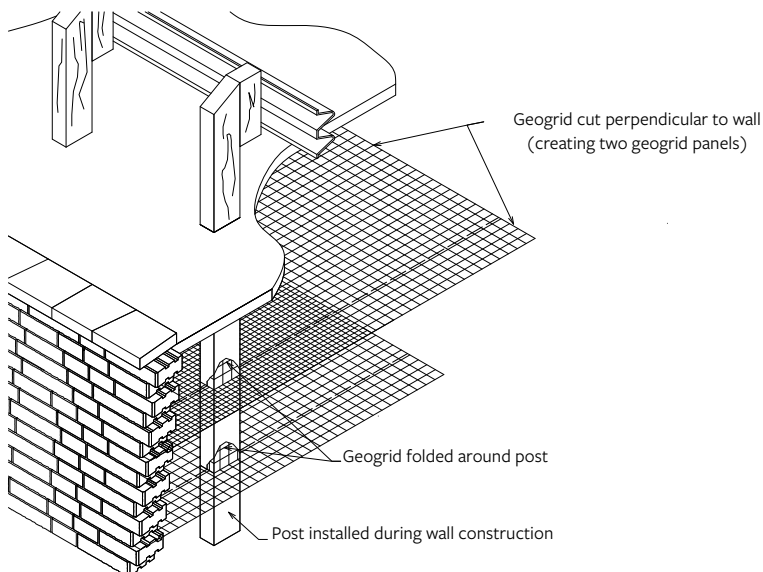 Geogrid cut perpendicular to wall
(creating two geogrid panels)
Geogrid folded around post
Post installed during wall construction